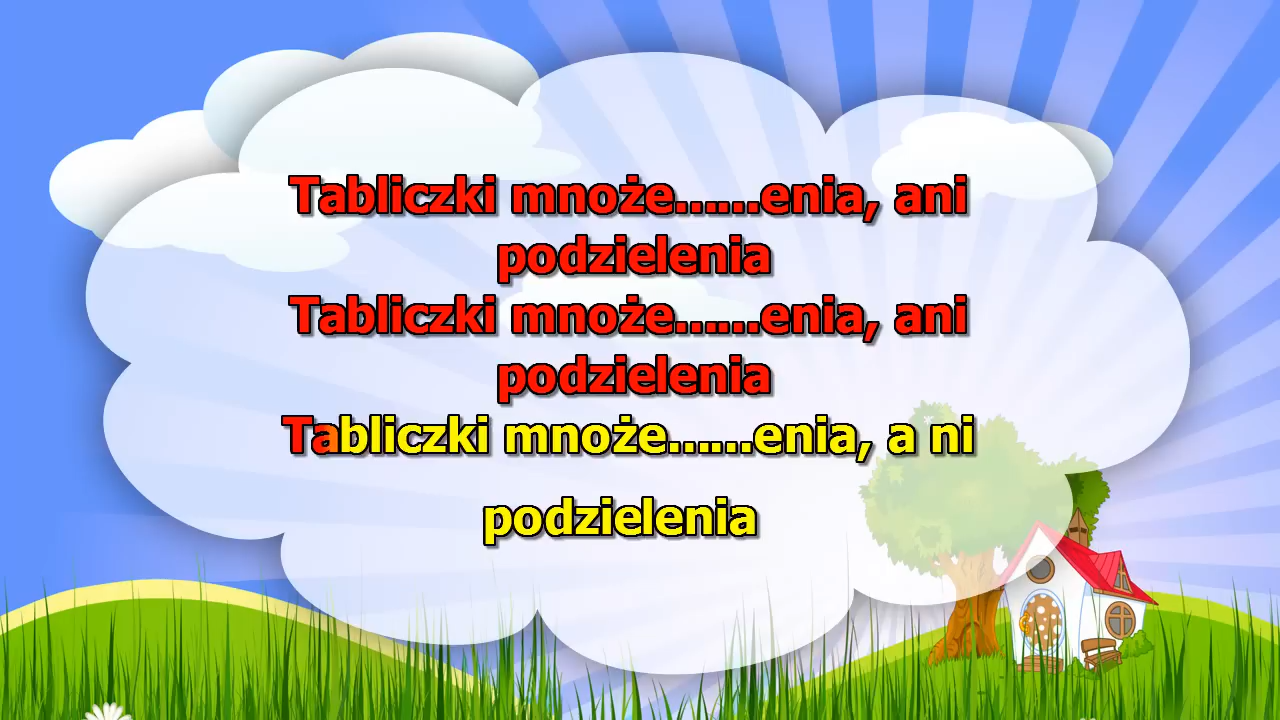 Tabliczki mnoże......enia, ani
podzielenia
Tabliczki mnoże......enia, ani
podzielenia
Tabliczki mnoże......enia, a ni
podzielenia